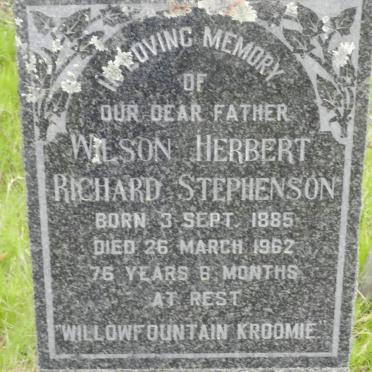 IN LOVING MEMORY
OF
OUR DEAR FATHER
WILSON HERBERT
RICHARD STEPHENSON
BORN 3 SEPT. 1885
DIED 26 MARCH 1962
76 YEARS 6 MONTHS
AT REST
"WILLOWFOUNTAIN KROOMIE."